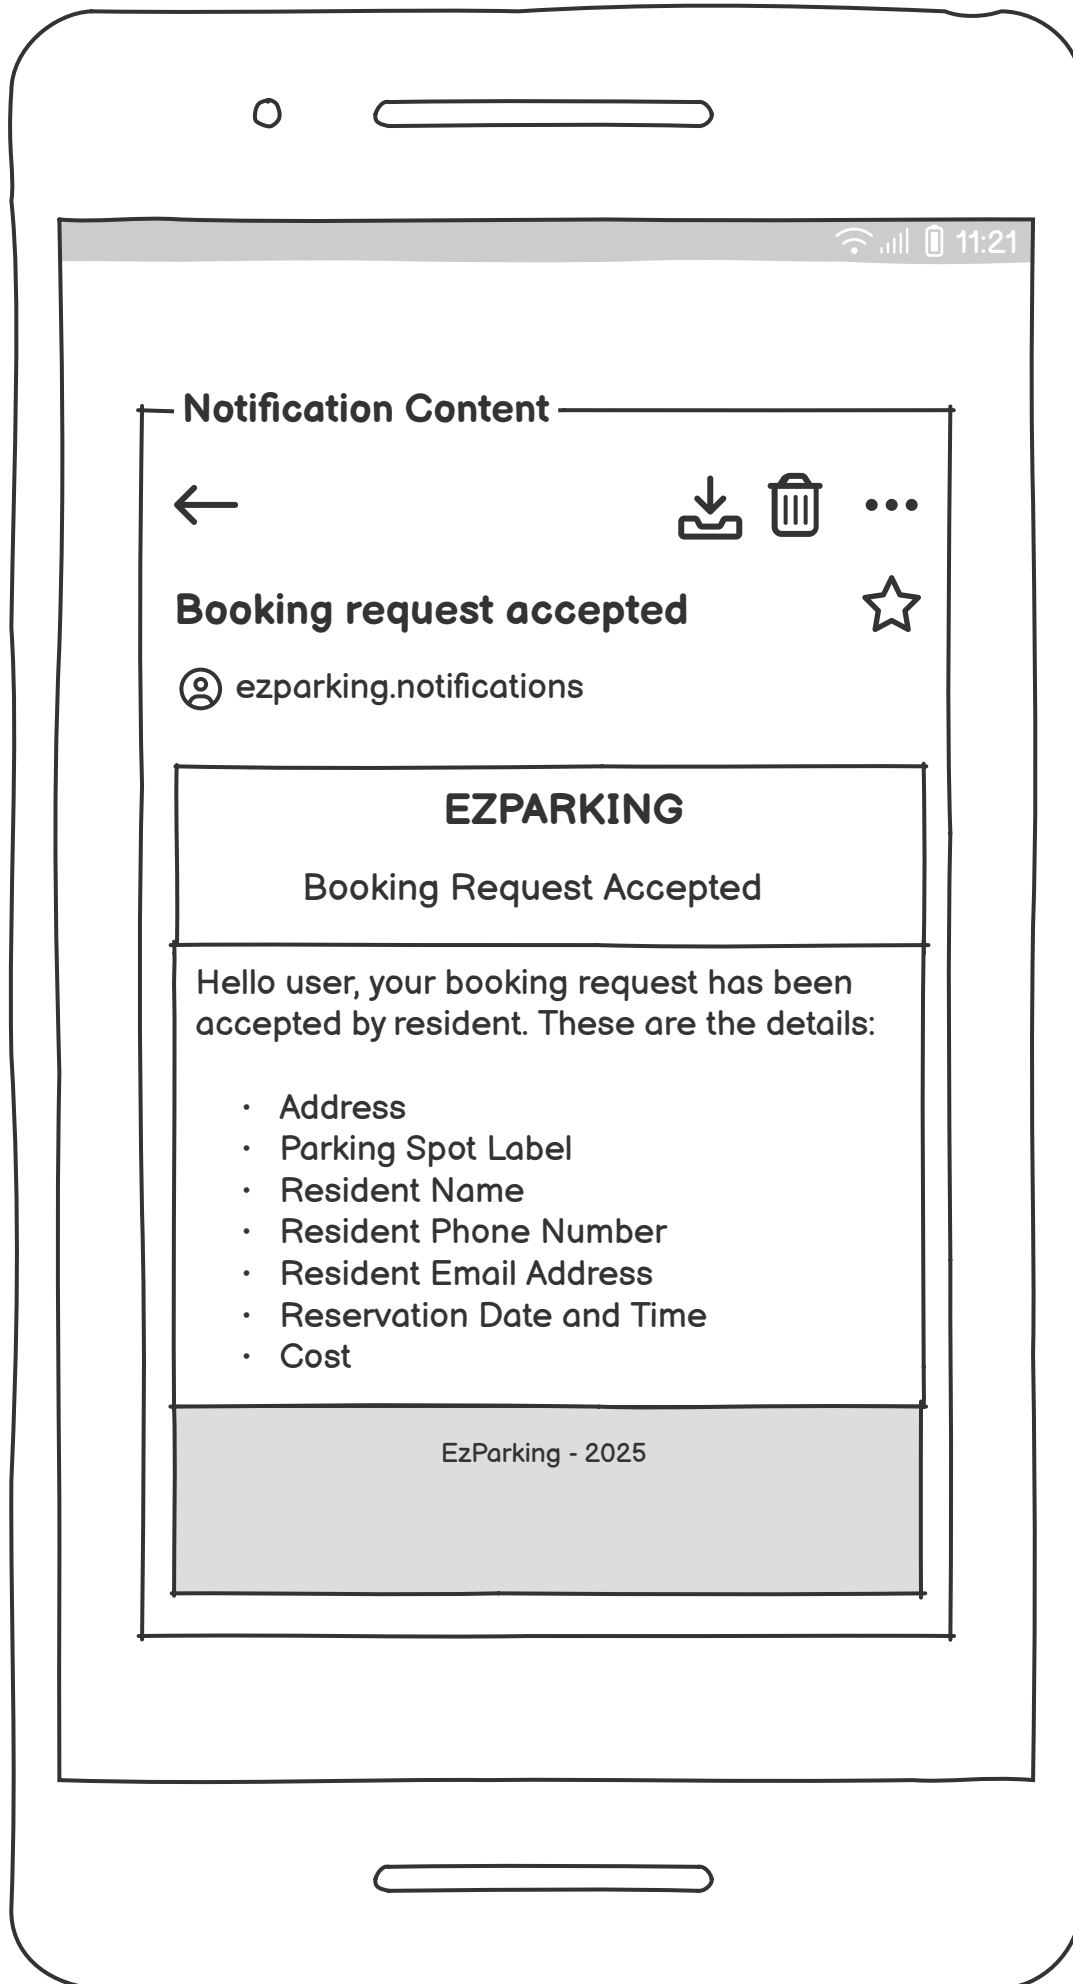 11:21
Notification Content
Booking request accepted
ezparking.notifications
EZPARKING
Booking Request Accepted
Hello user, your booking request has been
accepted by resident. These are the details:
· Address
· Parking Spot Label
· Resident Name
· Resident Phone Number
· Resident Email Address
· Reservation Date and Time
· Cost
EzParking - 2025